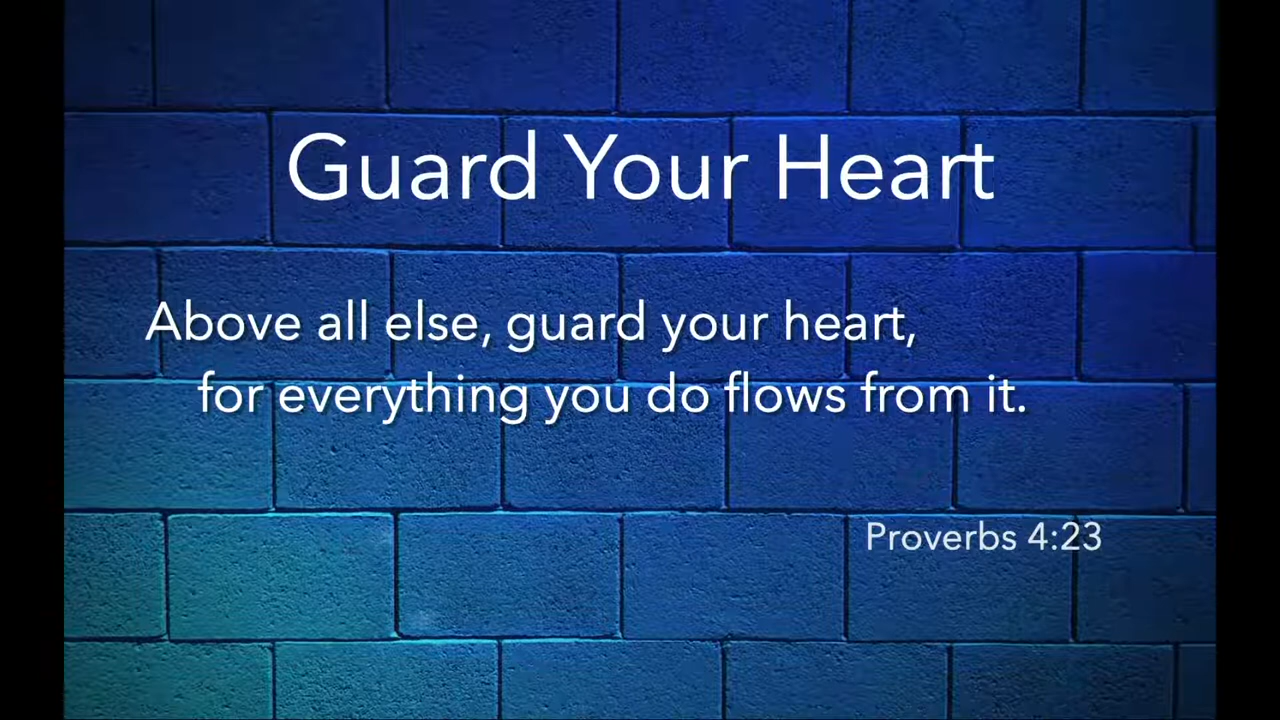 Guard Your Heart
Above all else, guard your heart,
for everything you do flows from it.
Proverbs 4:23